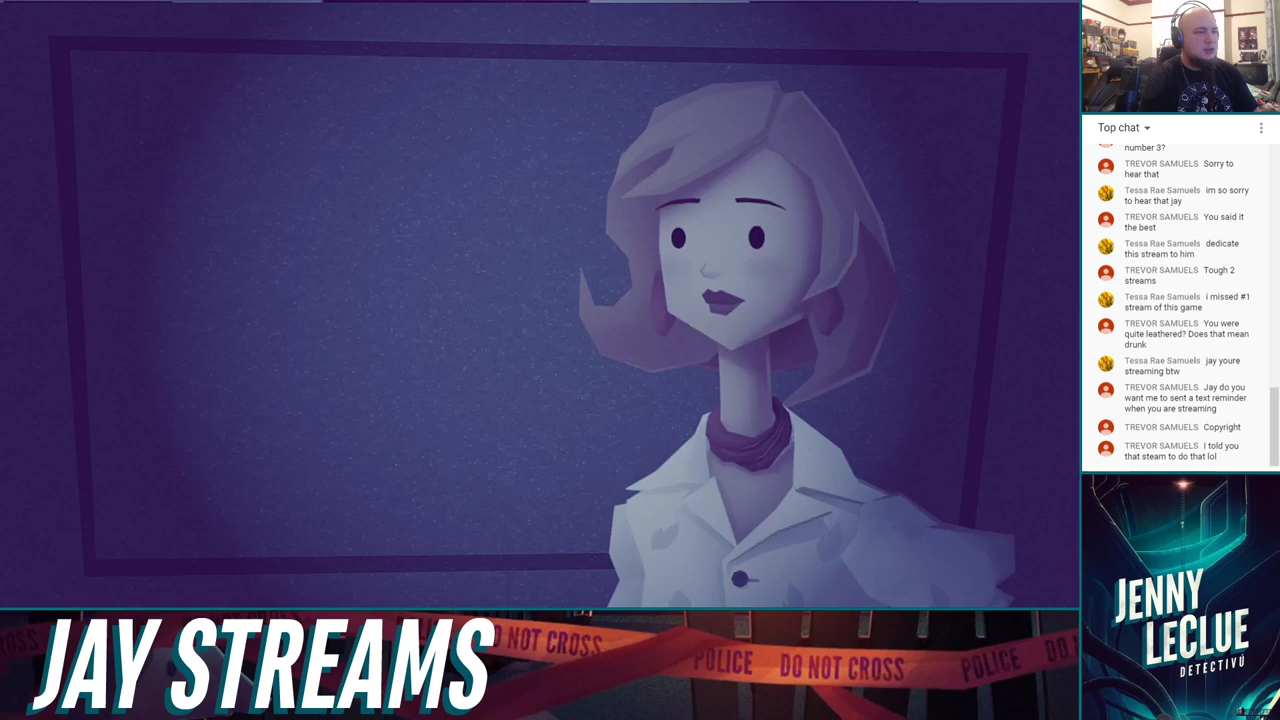 Top chat
number 3?
TREVOR SAMUELS Sorry to
hear that
Tessa Rae Samuels im so sorry
to hear that jay
TREVOR SAMUELS You said it
the best
Tessa Rae Samuels dedicate
this stream to him
TREVOR SAMUELS Tough 2
streams
Tessa Rae Samuels i missed #1
stream of this game
TREVOR SAMUELS You were
quite leathered? Does that mean
drunk
Tessa Rae Samuels jay youre
streaming btw
TREVOR SAMUELS Jay do you
want me to sent a text reminder
when you are streaming
TREVOR SAMUELS Copyright
TREVOR SAMUELS I told you
that steam to do that lol
JENNY
LECLUE
DETECTIVÚ
JAY STREAMS
DO NOT CROSS
POLICE DO NOT CROSS
POLICE DO